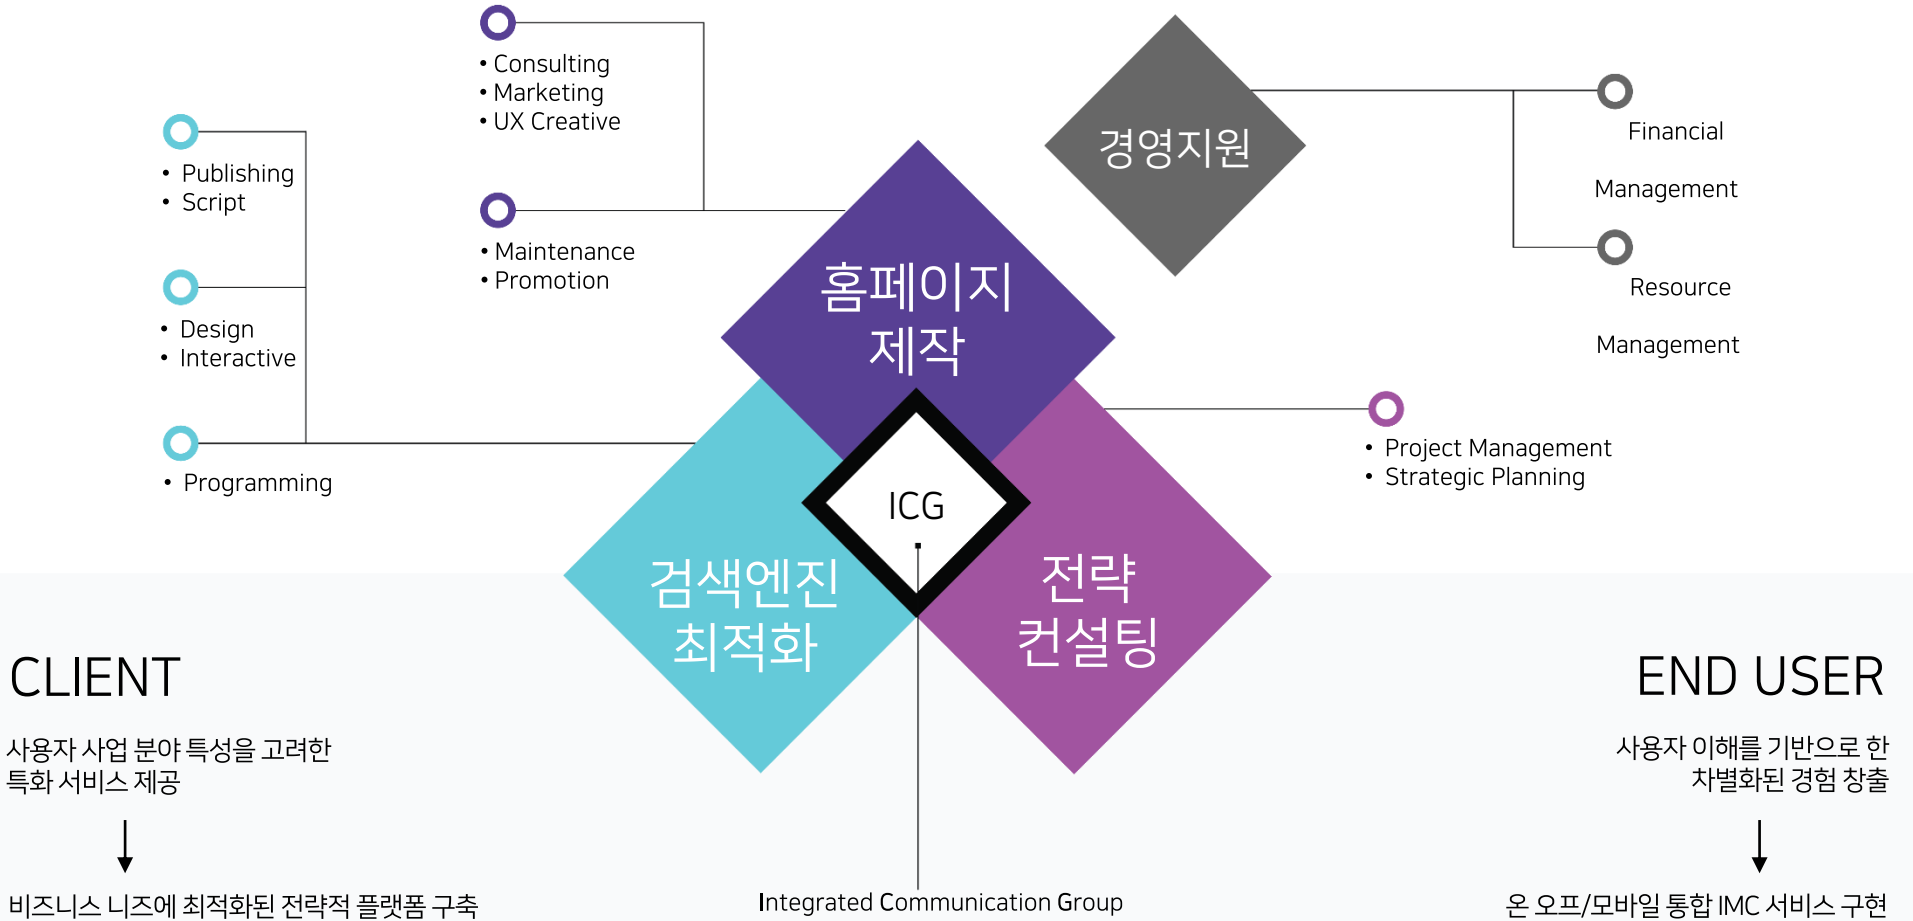 • Consulting
• Marketing
• UX Creative
• Publishing
• Script
• Maintenance
• Promotion
• Design
• Interactive
• Programming
경영지원
Financial
Management
Resource
Management
홈페이지
제작
• Project Management
• Strategic Planning
ICG
검색엔진
최적화
전략
컨설팅
CLIENT
사용자 사업 분야 특성을 고려한
특화 서비스 제공
비즈니스 니즈에 최적화된 전략적 플랫폼 구축
Integrated Communication Group
END USER
사용자 이해를 기반으로 한
차별화된 경험 창출
온 오프/모바일 통합 IMC 서비스 구현